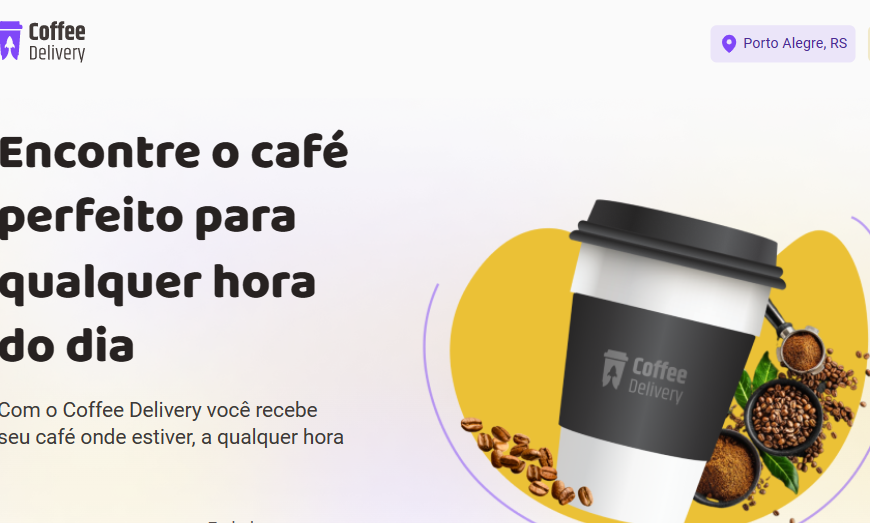 Coffee
Delivery
Porto Alegre, RS
Encontre o café
perfeito para
qualquer hora
do dia
Com o Coffee Delivery você recebe
seu café onde estiver, a qualquer hora
Coffee
Delivery